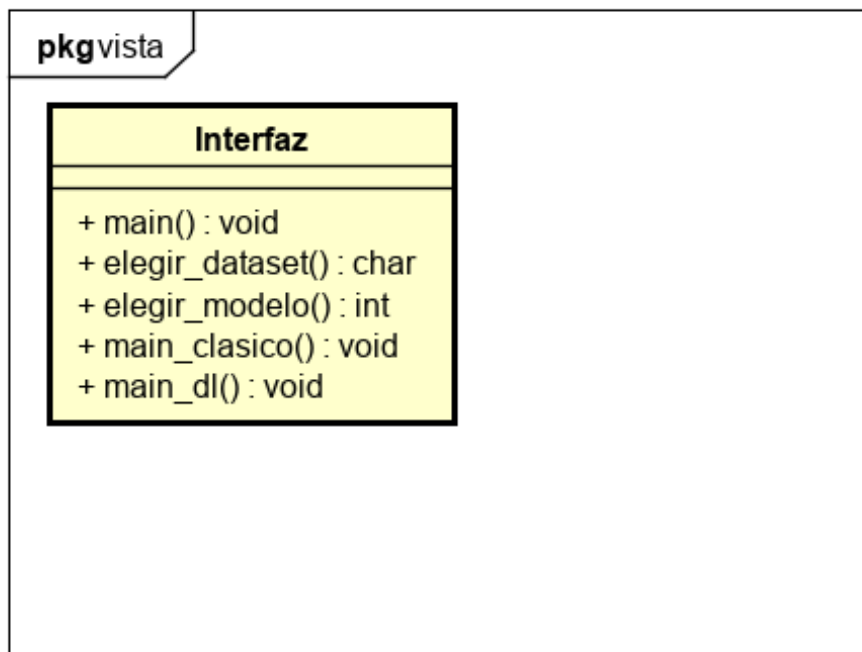 pkg vista
Interfaz
+ main() : void
+ elegir_dataset() : char
+ elegir_modelo() : int
+ main_clasico() : void
+ main_dl() : void